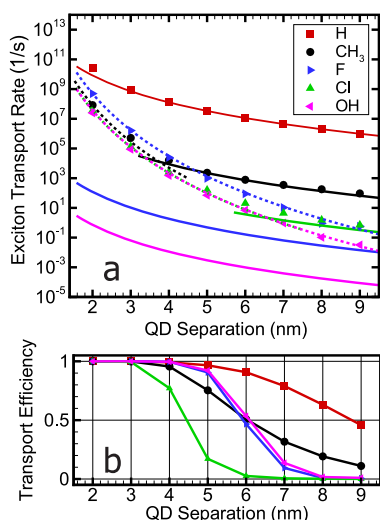 10^13
10^11
10^9
10^7
10^5
10^3
10^1
10^-1
10^-3
10^-5
Exciton Transport Rate (1/s)
H
CH_3
F
Cl
OH
a
2 3 4 5 6 7 8 9
QD Separation (nm)
1
0.5
0
Transport Efficiency
b
2 3 4 5 6 7 8 9
QD Separation (nm)